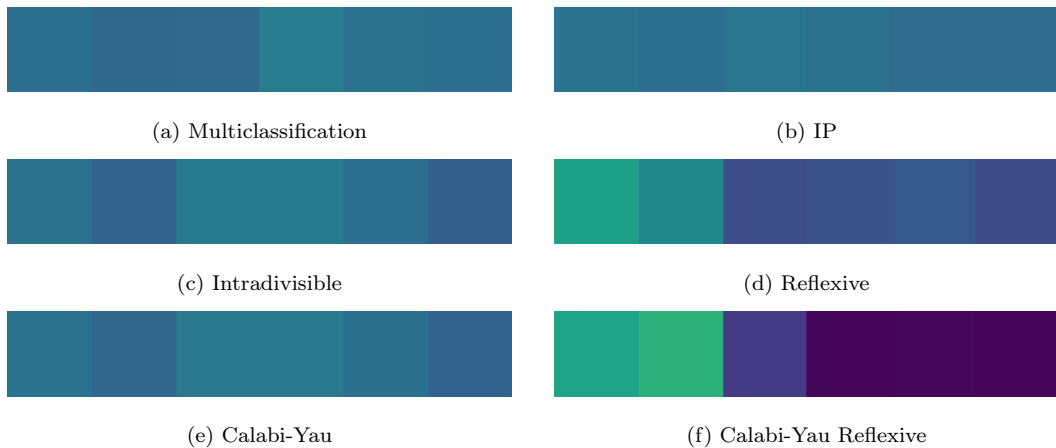 (a) Multiclassification
(b) IP
(c) Intradivisible
(d) Reflexive
(e) Calabi-Yau
(f) Calabi-Yau Reflexive